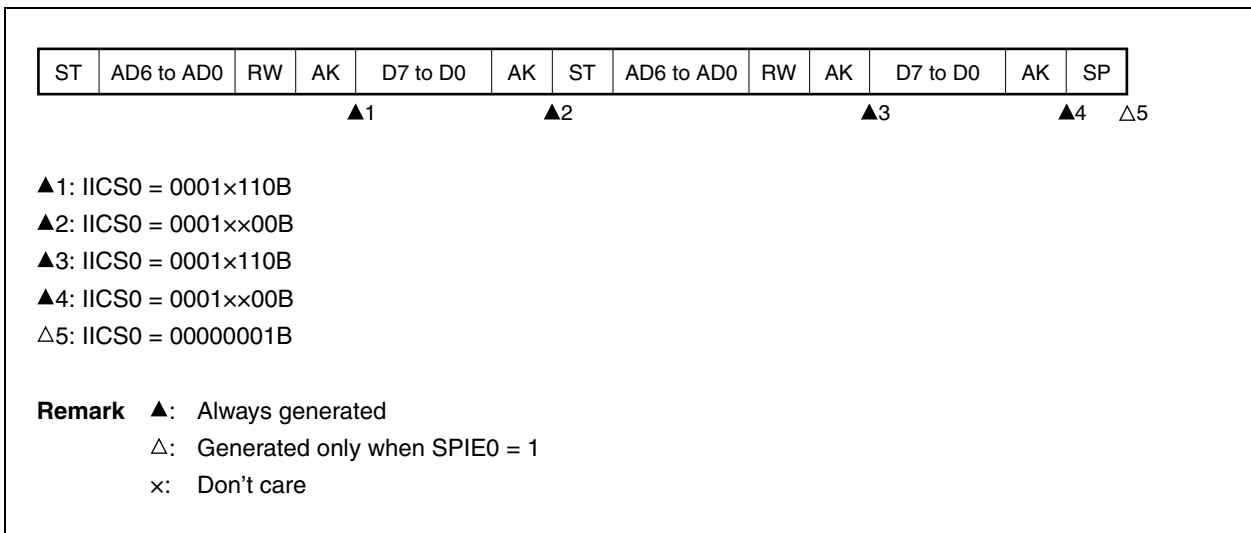 ST AD6 to AD0 RW AK D7 to D0 AK ST AD6 to AD0 RW AK D7 to D0 AK SP
▲1 ▲2 ▲3 ▲4 △5
▲1: IICS0 = 0001×110B
▲2: IICS0 = 0001××00B
▲3: IICS0 = 0001×110B
▲4: IICS0 = 0001××00B
△5: IICS0 = 00000001B
Remark ▲: Always generated
△: Generated only when SPIE0 = 1
×: Don't care